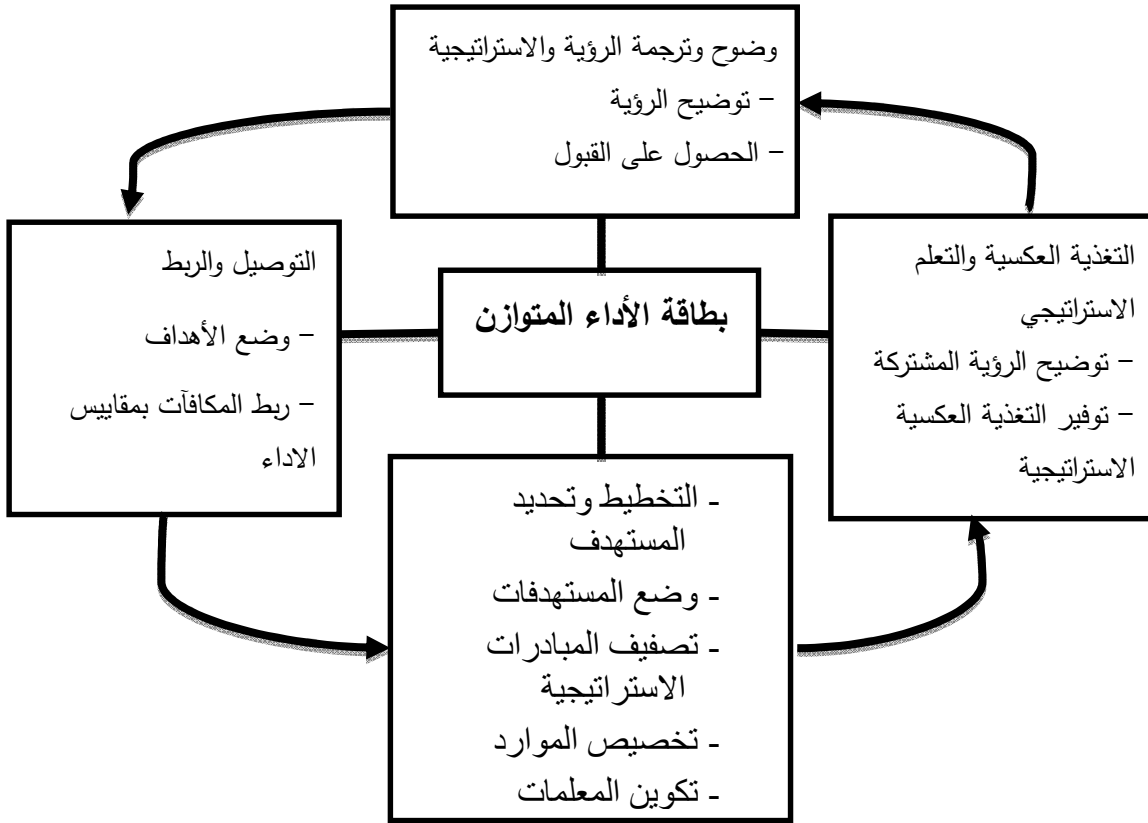 وضوح وترجمة الرؤية والاستراتيجية
– توضيح الرؤية
– الحصول على القبول
التوصيل والربط
– وضع الأهداف
– ربط المكافآت بمقاييس
الاداء
بطاقة الأداء المتوازن
التغذية العكسية والتعلم
الاستراتيجي
– توضيح الرؤية المشتركة
– توفير التغذية العكسية
الاستراتيجية
- التخطيط وتحديد
المستهدف
- وضع المستهدفات
- تصفيف المبادرات
الاستراتيجية
- تخصيص الموارد
- تكوين المعلمات